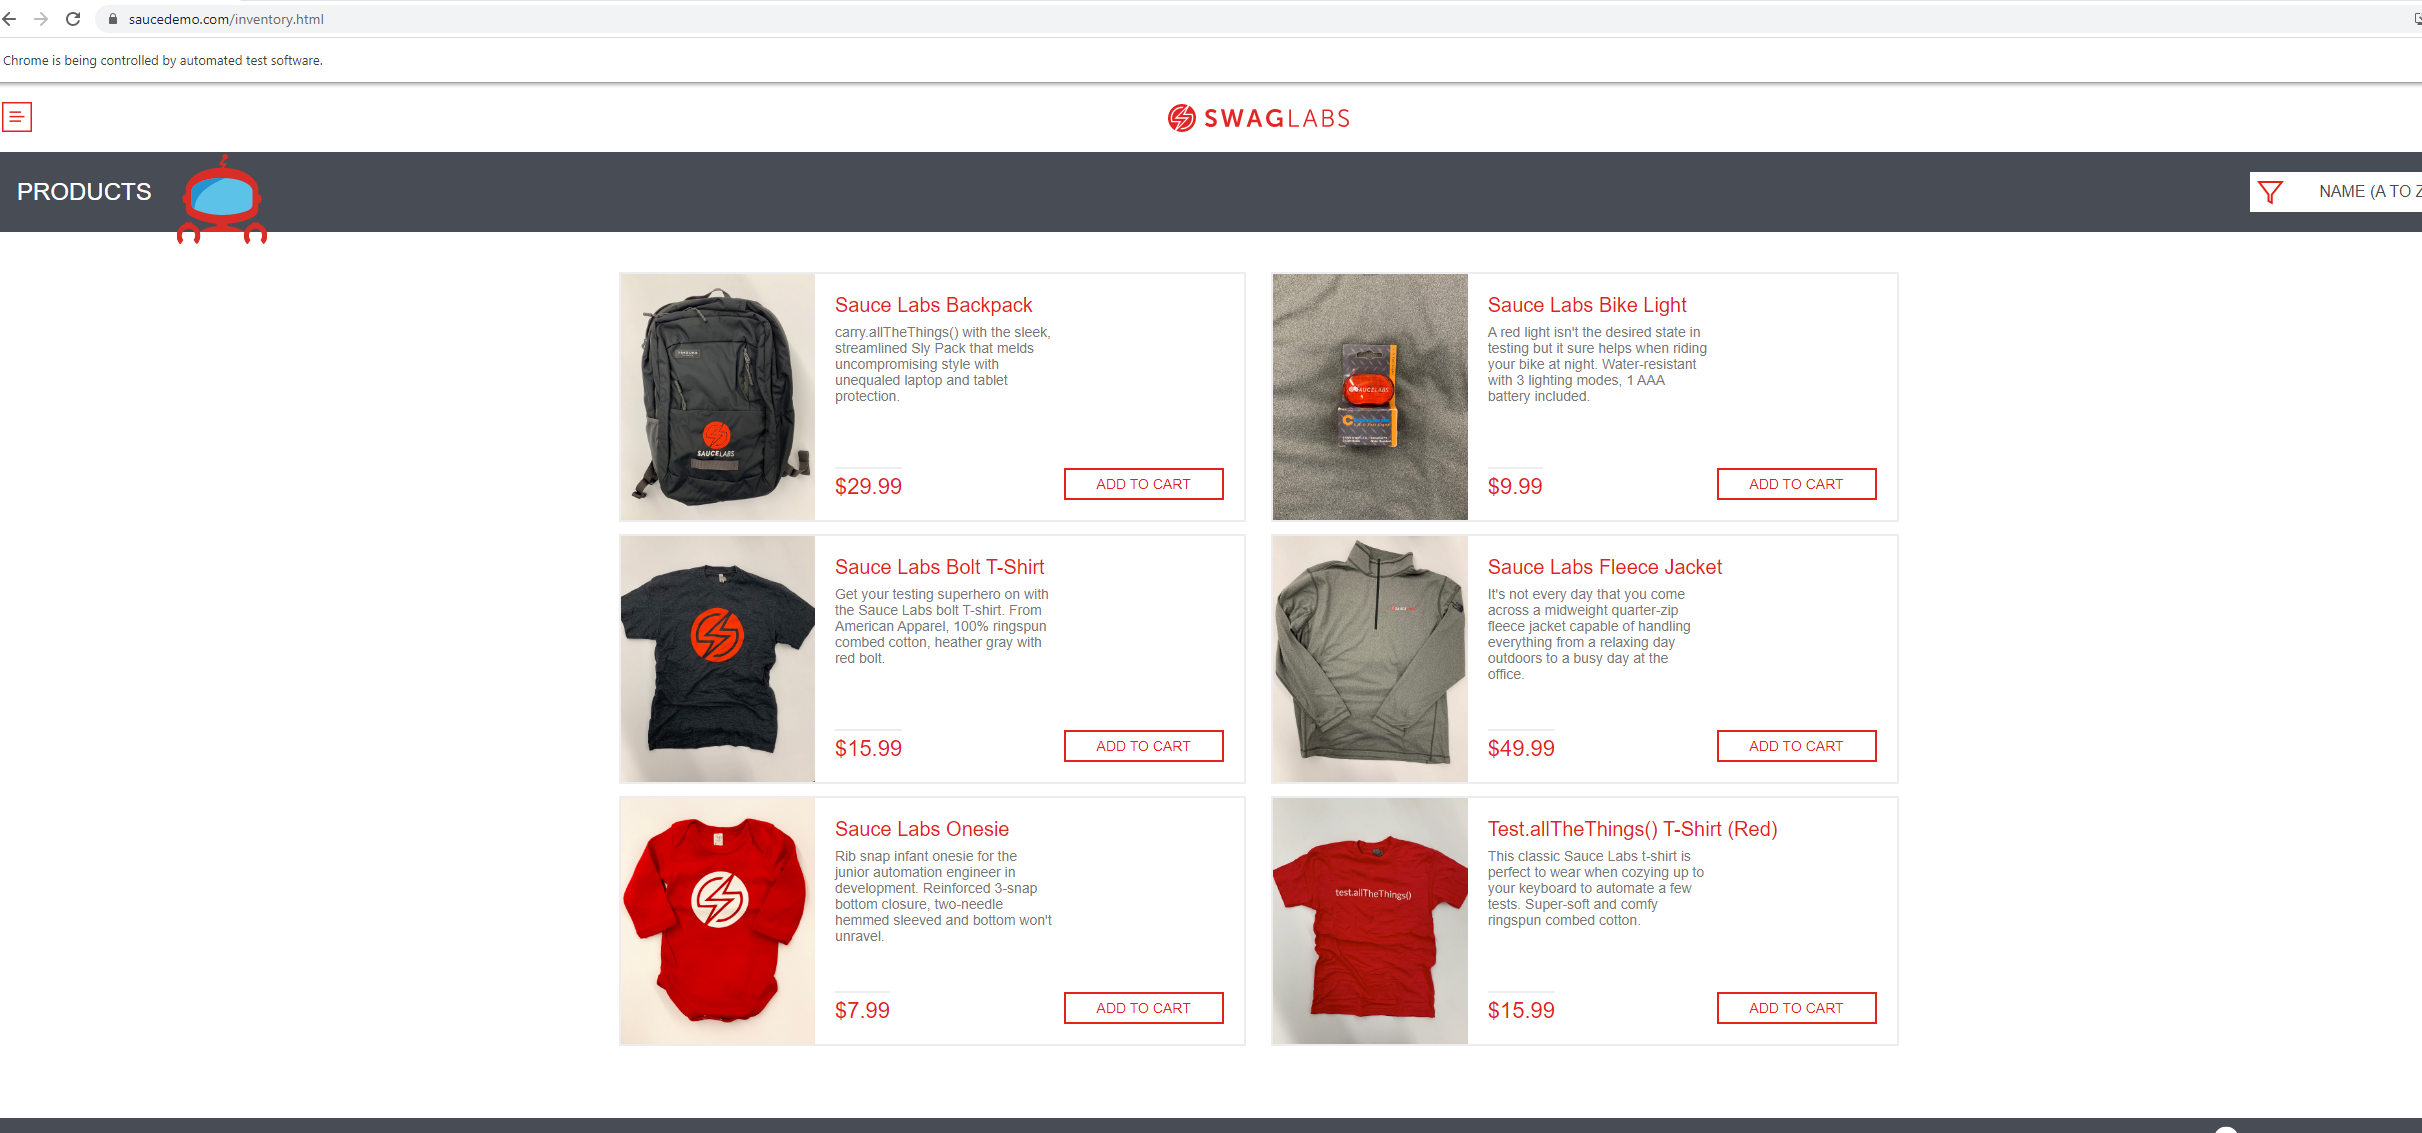 saucedemo.com/inventory.html
Chrome is being controlled by automated test software.
SWAGLABS
PRODUCTS
NAME (A TO Z
Sauce Labs Backpack
carry.allTheThings() with the sleek,
streamlined Sly Pack that melds
uncompromising style with
unequaled laptop and tablet
protection.
SAUCELABS
$29.99
ADD TO CART
Sauce Labs Bike Light
A red light isn't the desired state in
testing but it sure helps when riding
your bike at night. Water-resistant
with 3 lighting modes, 1 AAA
battery included.
SAUCELABS
$9.99
ADD TO CART
Sauce Labs Bolt T-Shirt
Get your testing superhero on with
the Sauce Labs bolt T-shirt. From
American Apparel, 100% ringspun
combed cotton, heather gray with
red bolt.
$15.99
ADD TO CART
Sauce Labs Fleece Jacket
It's not every day that you come
across a midweight quarter-zip
fleece jacket capable of handling
everything from a relaxing day
outdoors to a busy day at the
office.
$49.99
ADD TO CART
Sauce Labs Onesie
Rib snap infant onesie for the
junior automation engineer in
development. Reinforced 3-snap
bottom closure, two-needle
hemmed sleeved and bottom won't
unravel.
$7.99
ADD TO CART
Test.allTheThings() T-Shirt (Red)
This classic Sauce Labs t-shirt is
perfect to wear when cozying up to
your keyboard to automate a few
tests. Super-soft and comfy
ringspun combed cotton.
test.allTheThings()
$15.99
ADD TO CART